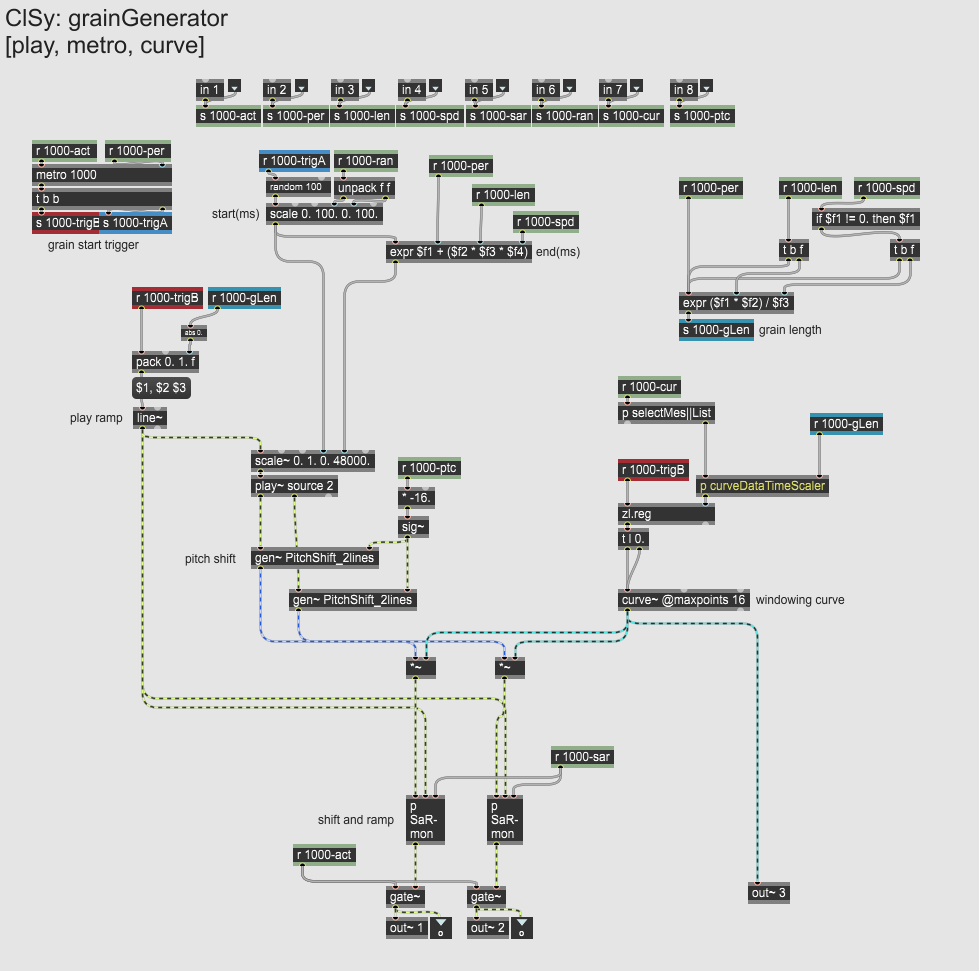 ClSy: grainGenerator
[play, metro, curve]
in 1 in 2 in 3 in 4 in 5 in 6 in 7 in 8
s 1000-act s 1000-per s 1000-len s 1000-spd s 1000-sar s 1000-ran s 1000-cur s 1000-ptc
r 1000-act r 1000-per
metro 1000
t b b
s 1000-trigB s 1000-trigA
grain start trigger
r 1000-trigA r 1000-ran
random 100 unpack f f
start(ms) scale 0. 100. 0. 100.
r 1000-per
r 1000-len
r 1000-spd
expr $f1 + ($f2 * $f3 * $f4) end(ms)
r 1000-per r 1000-len r 1000-spd
if $f1 != 0. then $f1
t b f t b f
expr ($f1 * $f2) / $f3
s 1000-gLen grain length
r 1000-trigB r 1000-gLen
abs 0.
pack 0. 1. f
$1, $2 $3
play ramp line~
scale~ 0. 1. 0. 48000.
play~ source 2
r 1000-ptc
* -16.
sig~
pitch shift gen~ PitchShift_2lines
gen~ PitchShift_2lines
r 1000-cur
p selectMes||List
r 1000-gLen
r 1000-trigB
p curveDataTimeScaler
zl.reg
t l 0.
curve~ @maxpoints 16 windowing curve
*~ *~
r 1000-sar
shift and ramp
p SaR-mon
p SaR-mon
r 1000-act
gate~ gate~
out~ 1 out~ 2
out~ 3